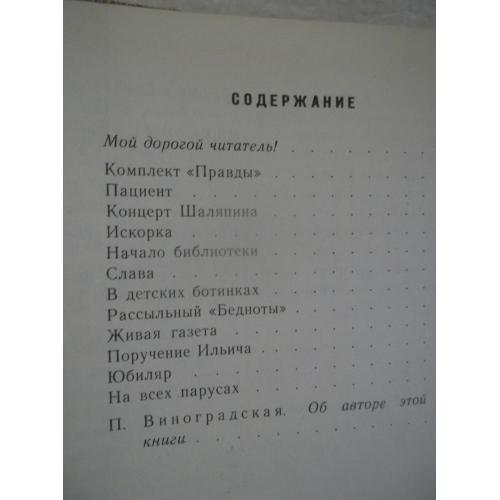 СОДЕРЖАНИЕ
Мой дорогой читатель! . . . . . . .
Комплект «Правды» . . . . . . . .
Пациент . . . . . . . . . . . .
Концерт Шаляпина . . . . . . . .
Искорка . . . . . . . . . . . .
Начало библиотеки . . . . . . . .
Слава . . . . . . . . . . . .
В детских ботинках . . . . . . . .
Рассыльный «Бедноты» . . . . . . .
Живая газета . . . . . . . . . .
Поручение Ильича . . . . . . . .
Юбиляр . . . . . . . . . . . .
На всех парусах . . . . . . . . .
П. Виноградская. Об авторе этой
книги . . . . . . . . . . .